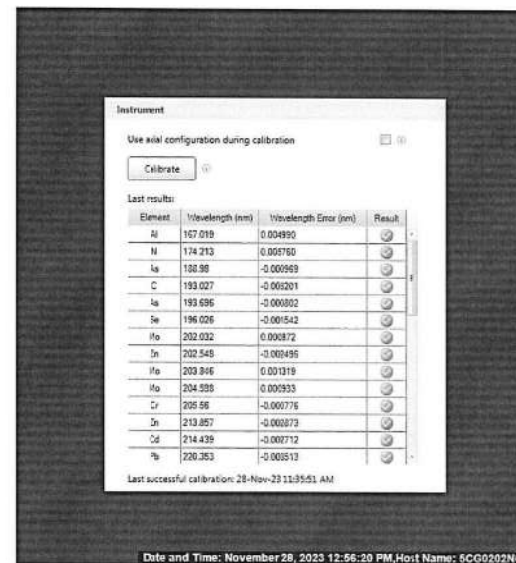 Instrument
Use axial configuration during calibration
Calibrate
Last results:
Element Wavelength (nm) Wavelength Error (nm) Result
Al 167.019 0.004990
N 174.213 0.005760
As 188.98 -0.000969
C 193.027 -0.005201
As 193.696 -0.000802
Se 196.026 -0.001542
Mo 202.032 0.000872
Zn 202.548 -0.002496
Mo 203.846 0.001319
Mo 204.598 0.000933
Cr 205.56 -0.000776
Zn 213.857 -0.002873
Cd 214.439 -0.002712
Pb 220.353 -0.003513
Last successful calibration: 28-Nov-23 11:35:51 AM
Date and Time: November 28, 2023 12:56:20 PM,Host Name: 5CG0202N